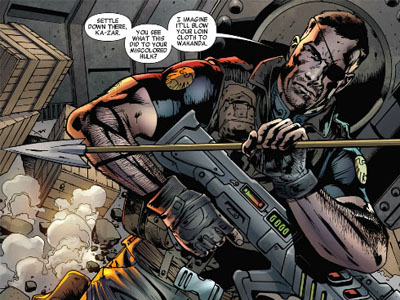 SETTLE
DOWN THERE,
KA-ZAR.
YOU SEE
WHAT THIS
DID TO YOUR
MISCOLORED
HULK?
I IMAGINE
IT'LL BLOW
YOUR LOIN
CLOTH TO
WAKANDA.